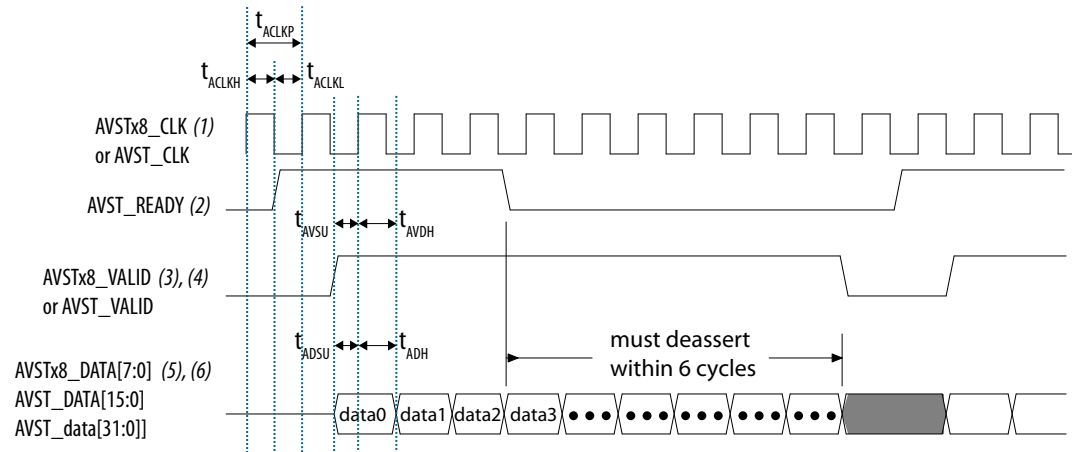 tACLKP
tACLKH
tACLKL
AVSTx8_CLK (1)
or AVST_CLK
AVST_READY (2)
tAVSU
tAVDH
AVSTx8_VALID (3), (4)
or AVST_VALID
tADSU
tADH
must deassert
within 6 cycles
AVSTx8_DATA[7:0] (5), (6)
AVST_DATA[15:0]
AVST_data[31:0]]
data0
data1
data2
data3